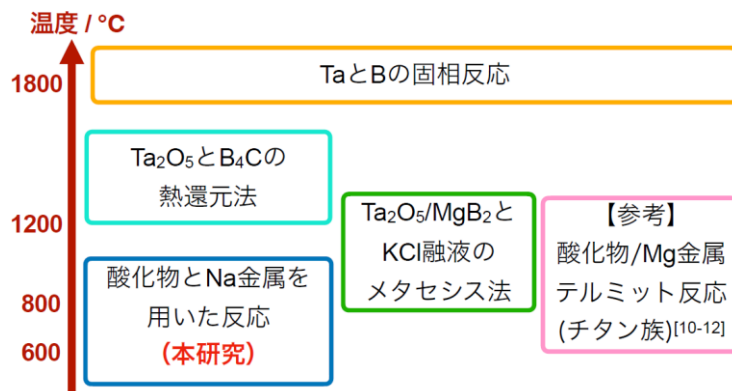 温度 / °C
1800
TaとBの固相反応
Ta₂O₅とB₄Cの
熱還元法
1200
Ta₂O₅/MgB₂と
KCl融液の
メタセシス法
【参考】
酸化物/Mg金属
テルミット反応
(チタン族)[10-12]
酸化物とNa金属を
用いた反応
(本研究)
800
600